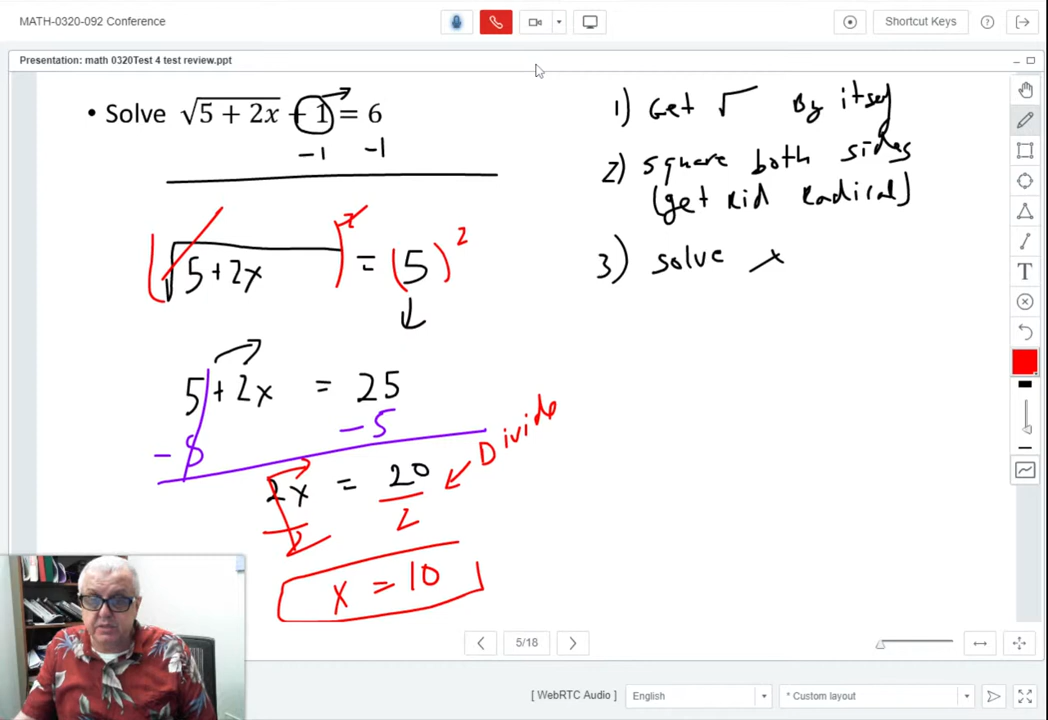 MATH-0320-092 Conference
Shortcut Keys
Presentation: math 0320Test 4 test review.ppt
• Solve √5 + 2x + 1 = 6
−1 −1
(√5+2x)² = (5)²
5+2x = 25
−5 −5
2x = 20
2 2
Divide
x = 10
1) Get √ By itself
2) square both sides
(get Rid Radical)
3) solve x
T
5/18
[ WebRTC Audio ]
English
* Custom layout